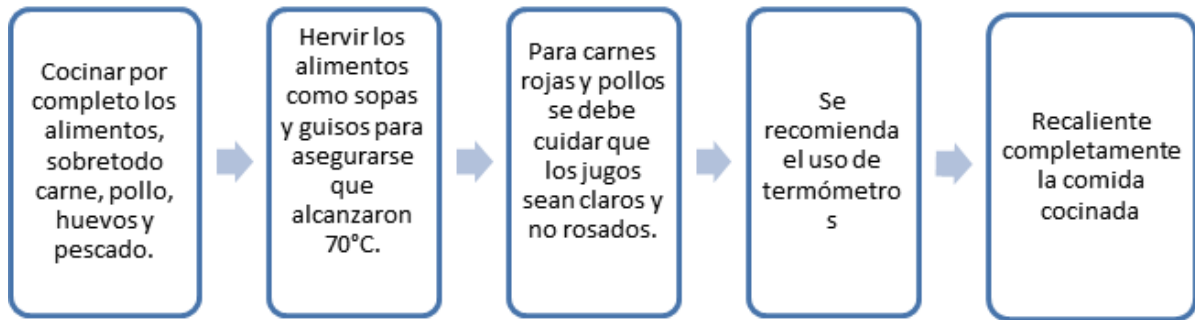 Cocinar por
completo los
alimentos,
sobretodo
carne, pollo,
huevos y
pescado.
Hervir los
alimentos
como sopas
y guisos para
asegurarse
que
alcanzaron
70°C.
Para carnes
rojas y pollos
se debe
cuidar que
los jugos
sean claros y
no rosados.
Se
recomienda
el uso de
termómetro
s
Recaliente
completamente
la comida
cocinada